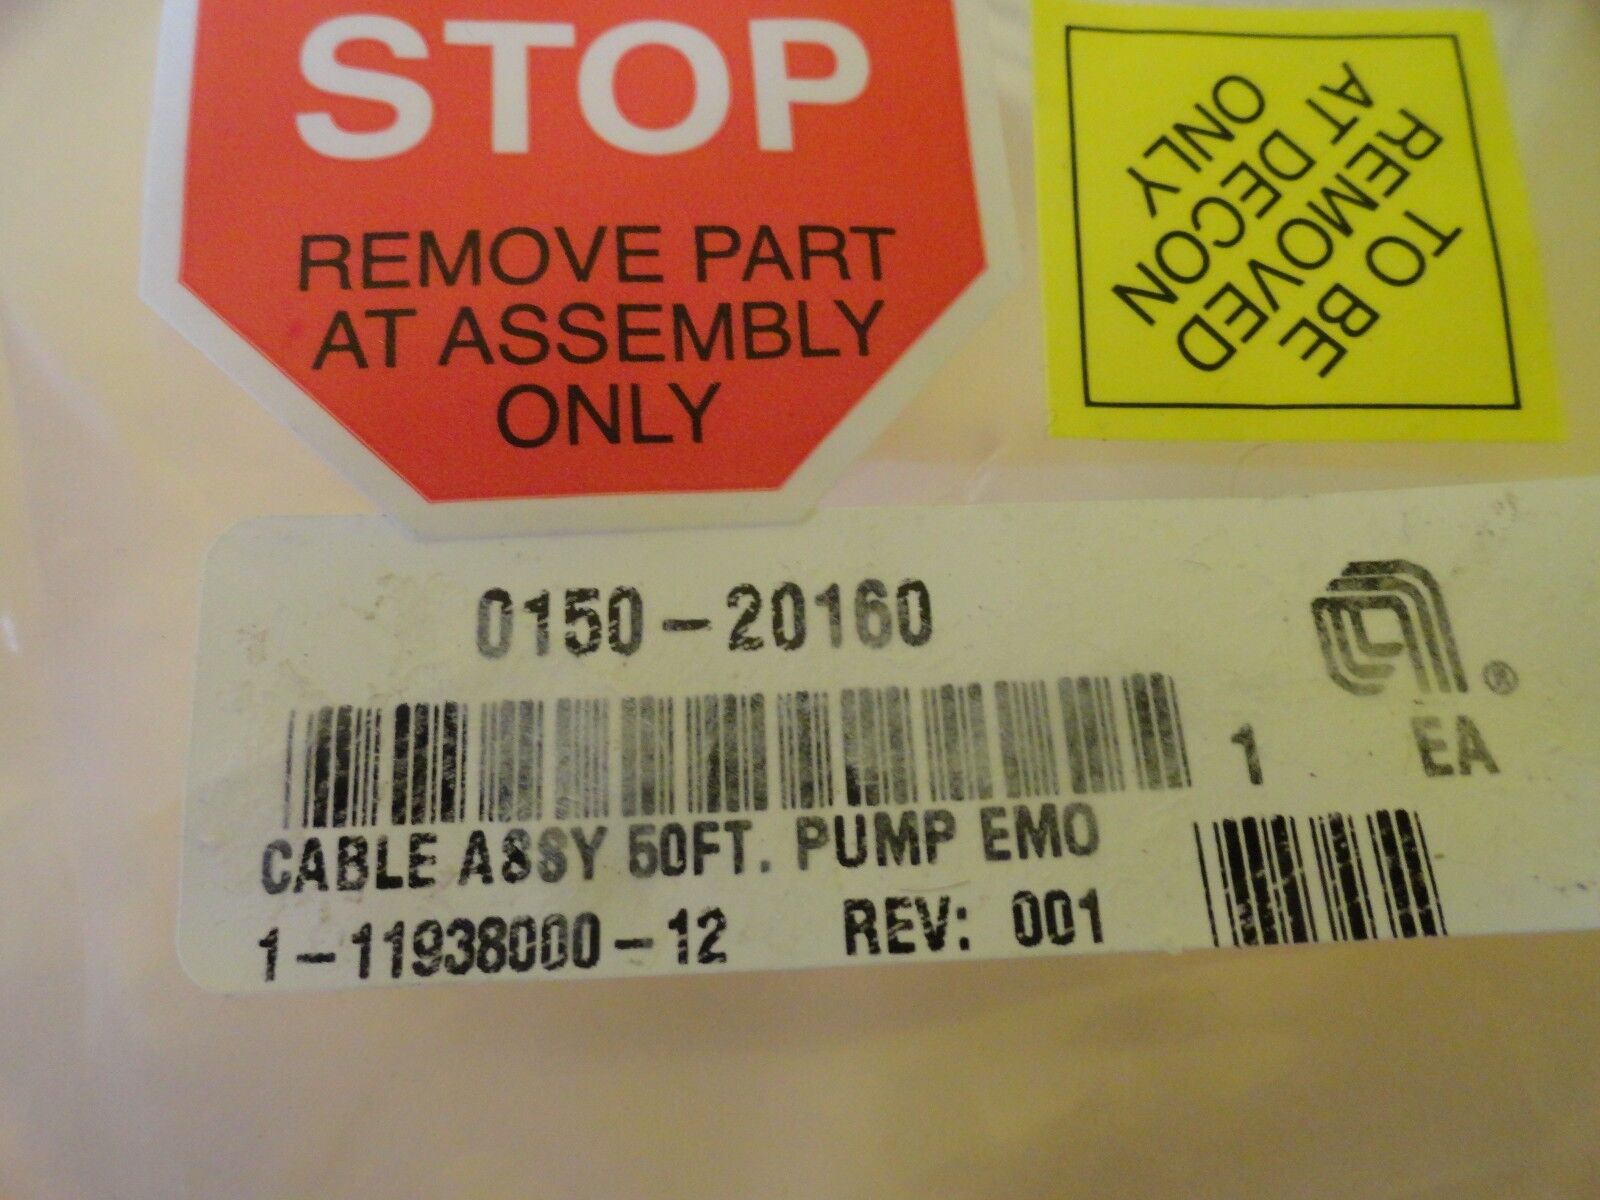 STOP
REMOVE PART
AT ASSEMBLY
ONLY
TO BE
REMOVED
AT DECON
ONLY
0150-20160
®
1 EA
CABLE ASSY 50FT. PUMP EMO
1-11938000-12 REV: 001